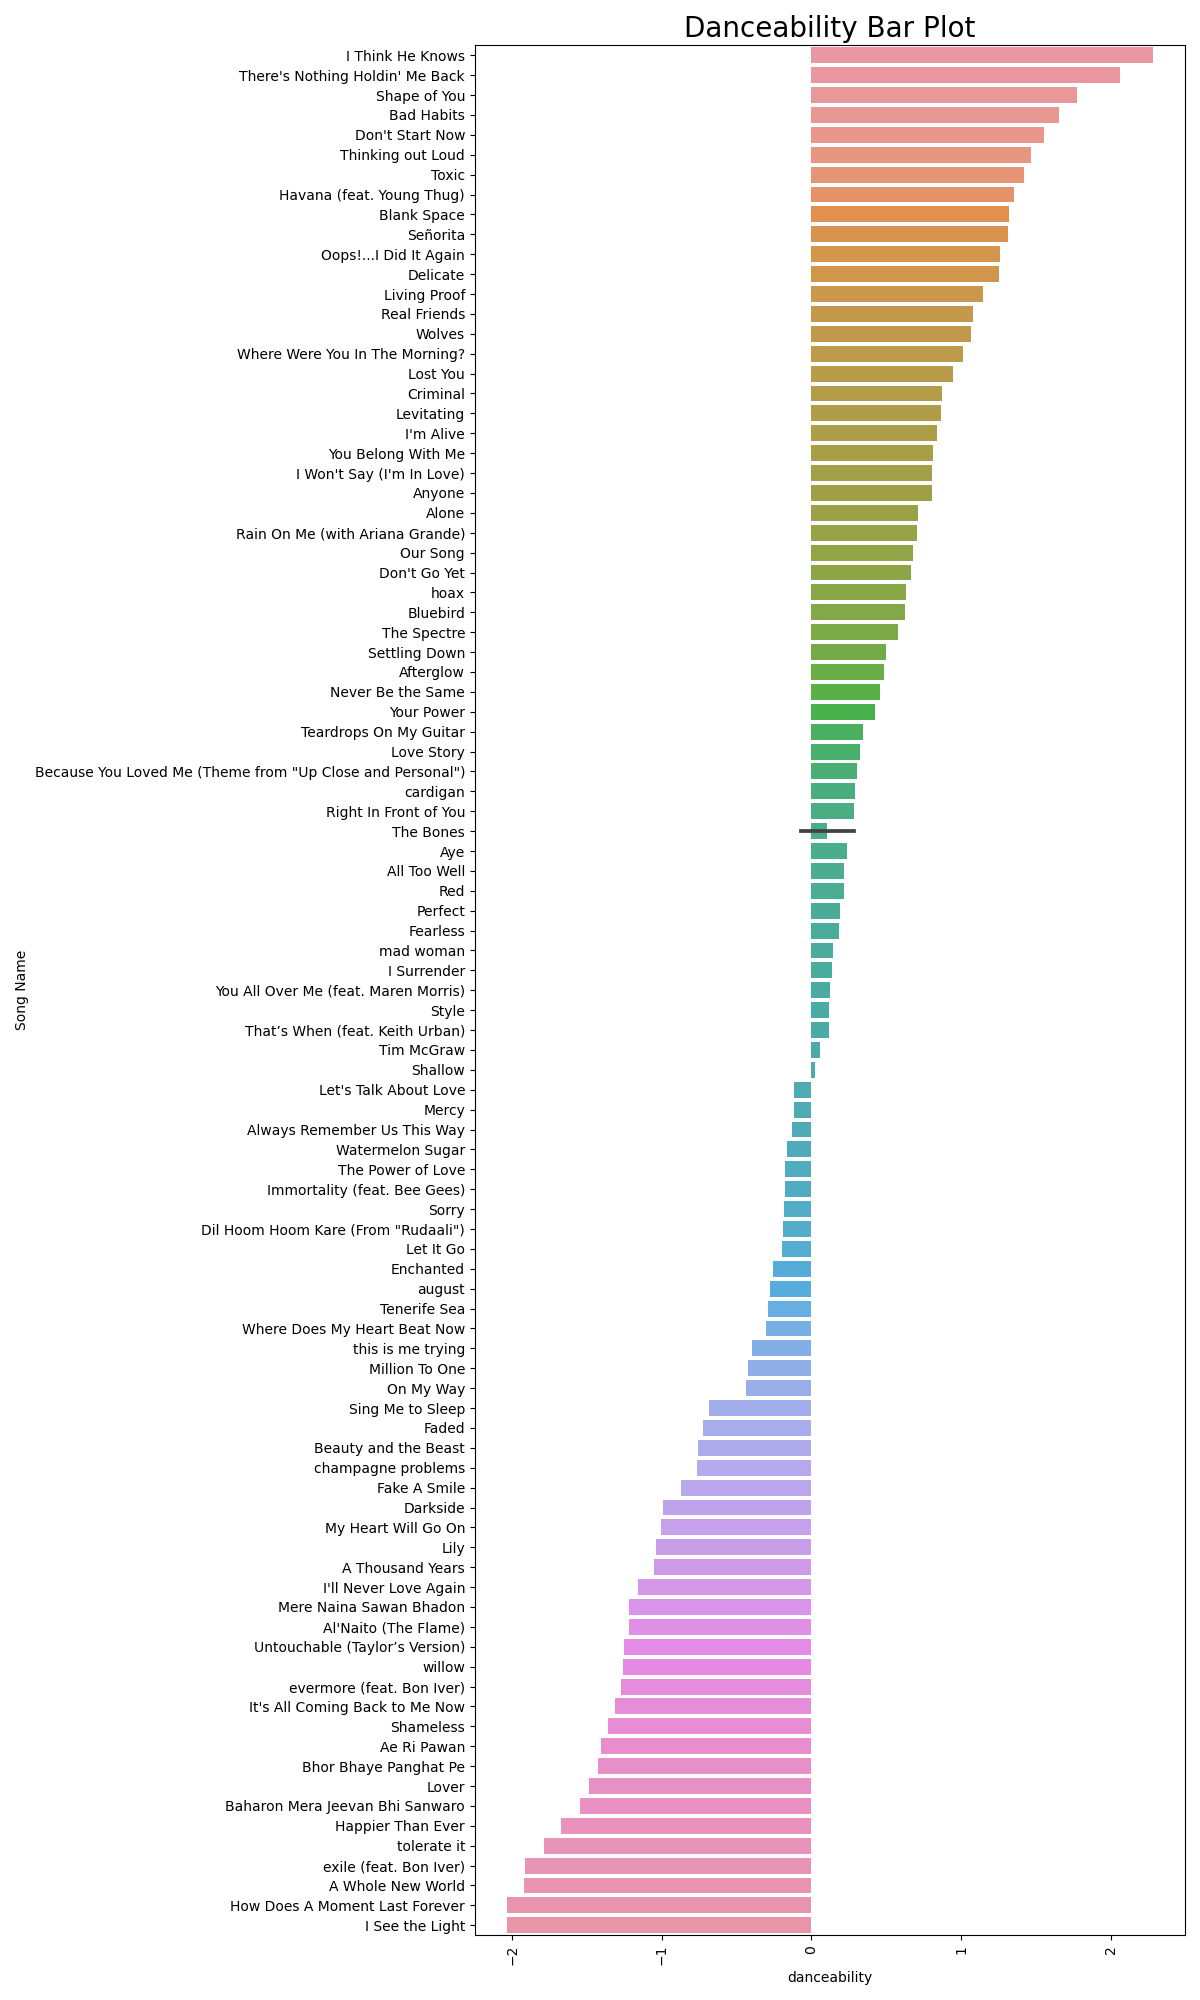 Danceability Bar Plot
I Think He Knows
There's Nothing Holdin' Me Back
Shape of You
Bad Habits
Don't Start Now
Thinking out Loud
Toxic
Havana (feat. Young Thug)
Blank Space
Señorita
Oops!...I Did It Again
Delicate
Living Proof
Real Friends
Wolves
Where Were You In The Morning?
Lost You
Criminal
Levitating
I'm Alive
You Belong With Me
I Won't Say (I'm In Love)
Anyone
Alone
Rain On Me (with Ariana Grande)
Our Song
Don't Go Yet
hoax
Bluebird
The Spectre
Settling Down
Afterglow
Never Be the Same
Your Power
Teardrops On My Guitar
Love Story
Because You Loved Me (Theme from "Up Close and Personal")
cardigan
Right In Front of You
The Bones
Aye
All Too Well
Red
Perfect
Fearless
mad woman
I Surrender
You All Over Me (feat. Maren Morris)
Style
That’s When (feat. Keith Urban)
Tim McGraw
Shallow
Let's Talk About Love
Mercy
Always Remember Us This Way
Watermelon Sugar
The Power of Love
Immortality (feat. Bee Gees)
Sorry
Dil Hoom Hoom Kare (From "Rudaali")
Let It Go
Enchanted
august
Tenerife Sea
Where Does My Heart Beat Now
this is me trying
Million To One
On My Way
Sing Me to Sleep
Faded
Beauty and the Beast
champagne problems
Fake A Smile
Darkside
My Heart Will Go On
Lily
A Thousand Years
I'll Never Love Again
Mere Naina Sawan Bhadon
Al'Naito (The Flame)
Untouchable (Taylor’s Version)
willow
evermore (feat. Bon Iver)
It's All Coming Back to Me Now
Shameless
Ae Ri Pawan
Bhor Bhaye Panghat Pe
Lover
Baharon Mera Jeevan Bhi Sanwaro
Happier Than Ever
tolerate it
exile (feat. Bon Iver)
A Whole New World
How Does A Moment Last Forever
I See the Light
Song Name
−2 −1 0 1 2
danceability